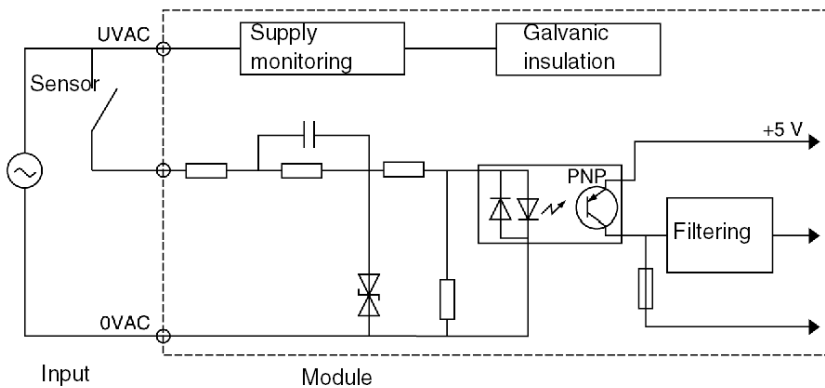 UVAC
Supply
monitoring
Galvanic
insulation
Sensor
+5 V
PNP
Filtering
0VAC
Input
Module